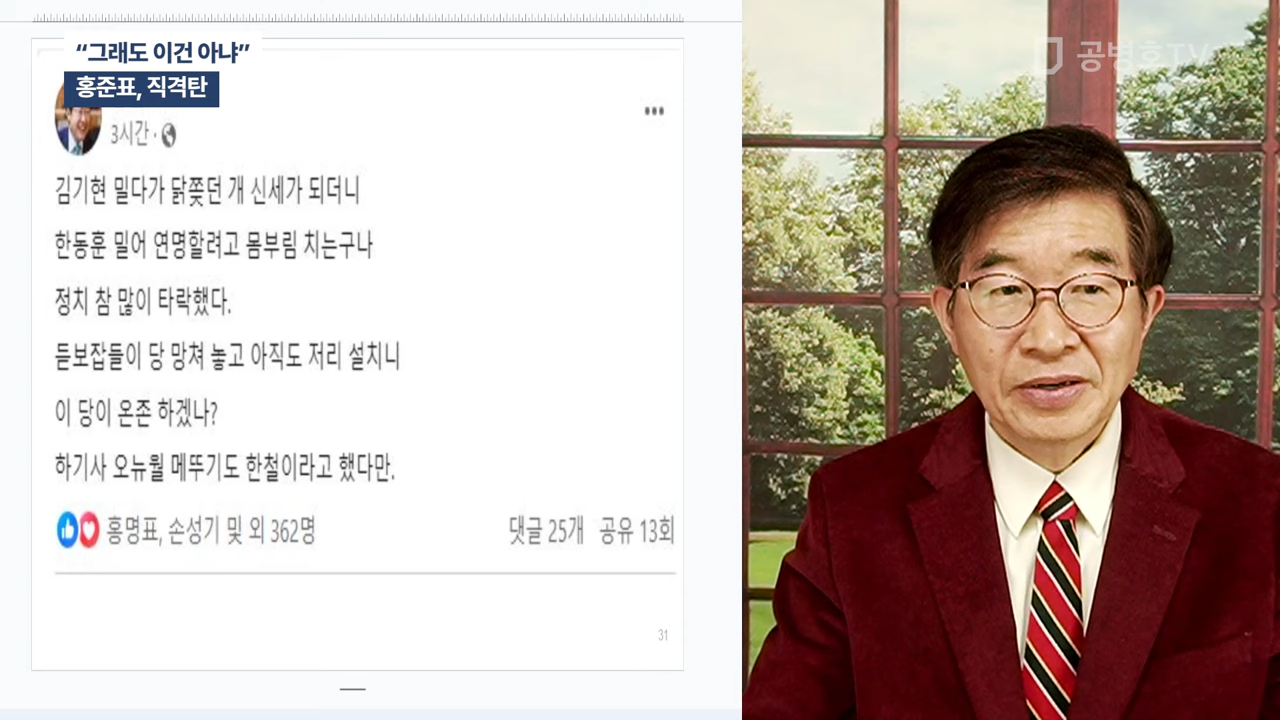 “그래도 이건 아냐”
홍준표, 직격탄
공병호TV
3시간 ·
김기현 밀다가 닭쫓던 개 신세가 되더니
한동훈 밀어 연명할려고 몸부림 치는구나
정치 참 많이 타락했다.
듣보잡들이 당 망쳐 놓고 아직도 저리 설치니
이 당이 온존 하겠나?
하기사 오뉴월 메뚜기도 한철이라고 했다만.
홍명표, 손성기 및 외 362명
댓글 25개 공유 13회
31